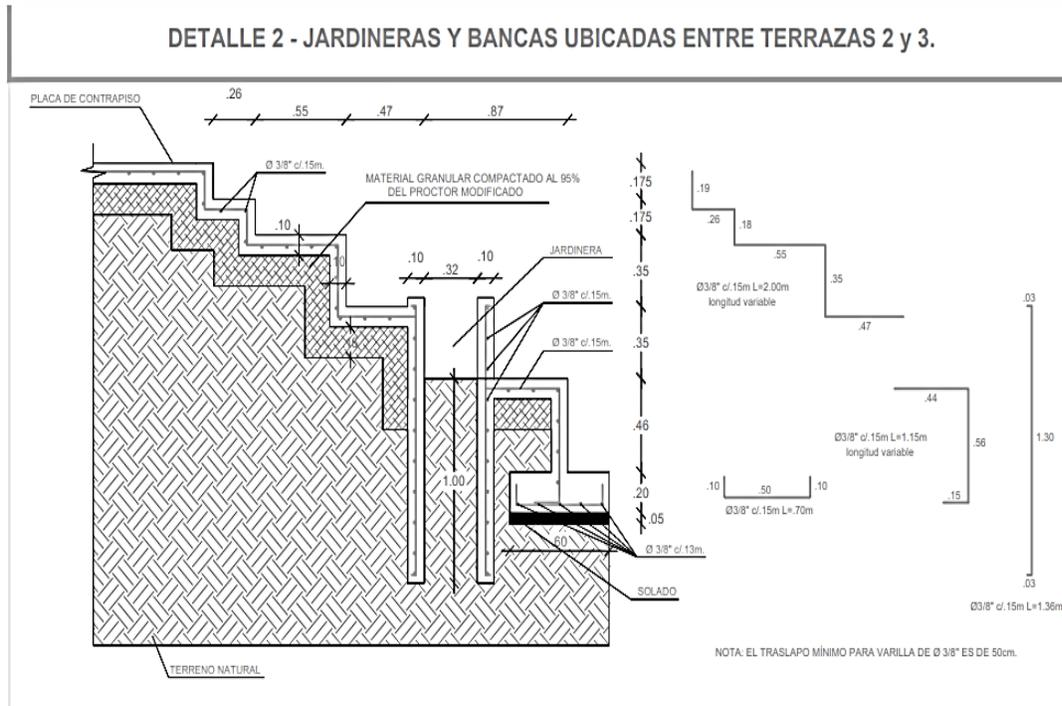 DETALLE 2 - JARDINERAS Y BANCAS UBICADAS ENTRE TERRAZAS 2 y 3.
PLACA DE CONTRAPISO
.26
.55
.47
.87
Ø 3/8" c/.15m.
MATERIAL GRANULAR COMPACTADO AL 95%
DEL PROCTOR MODIFICADO
.10
.10
.10
.32
.10
JARDINERA
Ø 3/8" c/.15m.
Ø 3/8" c/.15m.
1.00
.60
.175
.175
.35
.35
.46
.20
.05
Ø 3/8" c/.13m.
SOLADO
TERRENO NATURAL
.19
.26
.18
.55
.35
.47
Ø3/8" c/.15m L=2.00m
longitud variable
.44
.56
.15
Ø3/8" c/.15m L=1.15m
longitud variable
.10
.50
.10
Ø3/8" c/.15m L=.70m
.03
1.30
.03
Ø3/8" c/.15m L=1.36m
NOTA: EL TRASLAPO MÍNIMO PARA VARILLA DE Ø 3/8" ES DE 50cm.